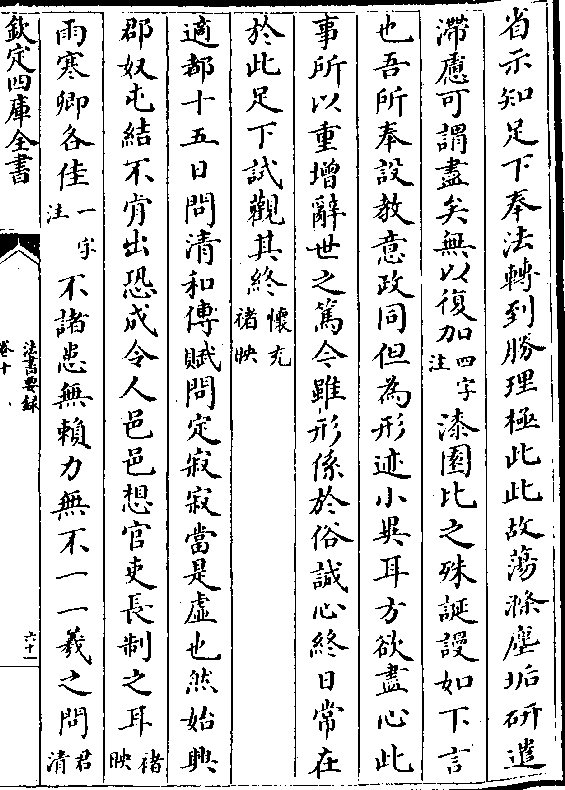 省示知足下奉法轉到勝理極此此故蕩滌塵垢研遣
滯慮可謂盡矣無以復加四字注漆園比之殊誕謾如下言
也吾所奉設教意政同但為形迹小異耳方欲盡心此
事所以重增辭世之篤今雖形係於俗誠心終日常在
於此足下試觀其終懷充褚映
適都十五日問清和傳賊問定寂寂當是虛也然始興
郡奴屯結不肯出恐成令人邑邑想官吏長制之耳褚映
雨寒卿各佳一字注不諸恙無賴力無不一一羲之問君清
欽定四庫全書
法書要録
卷十
六十一